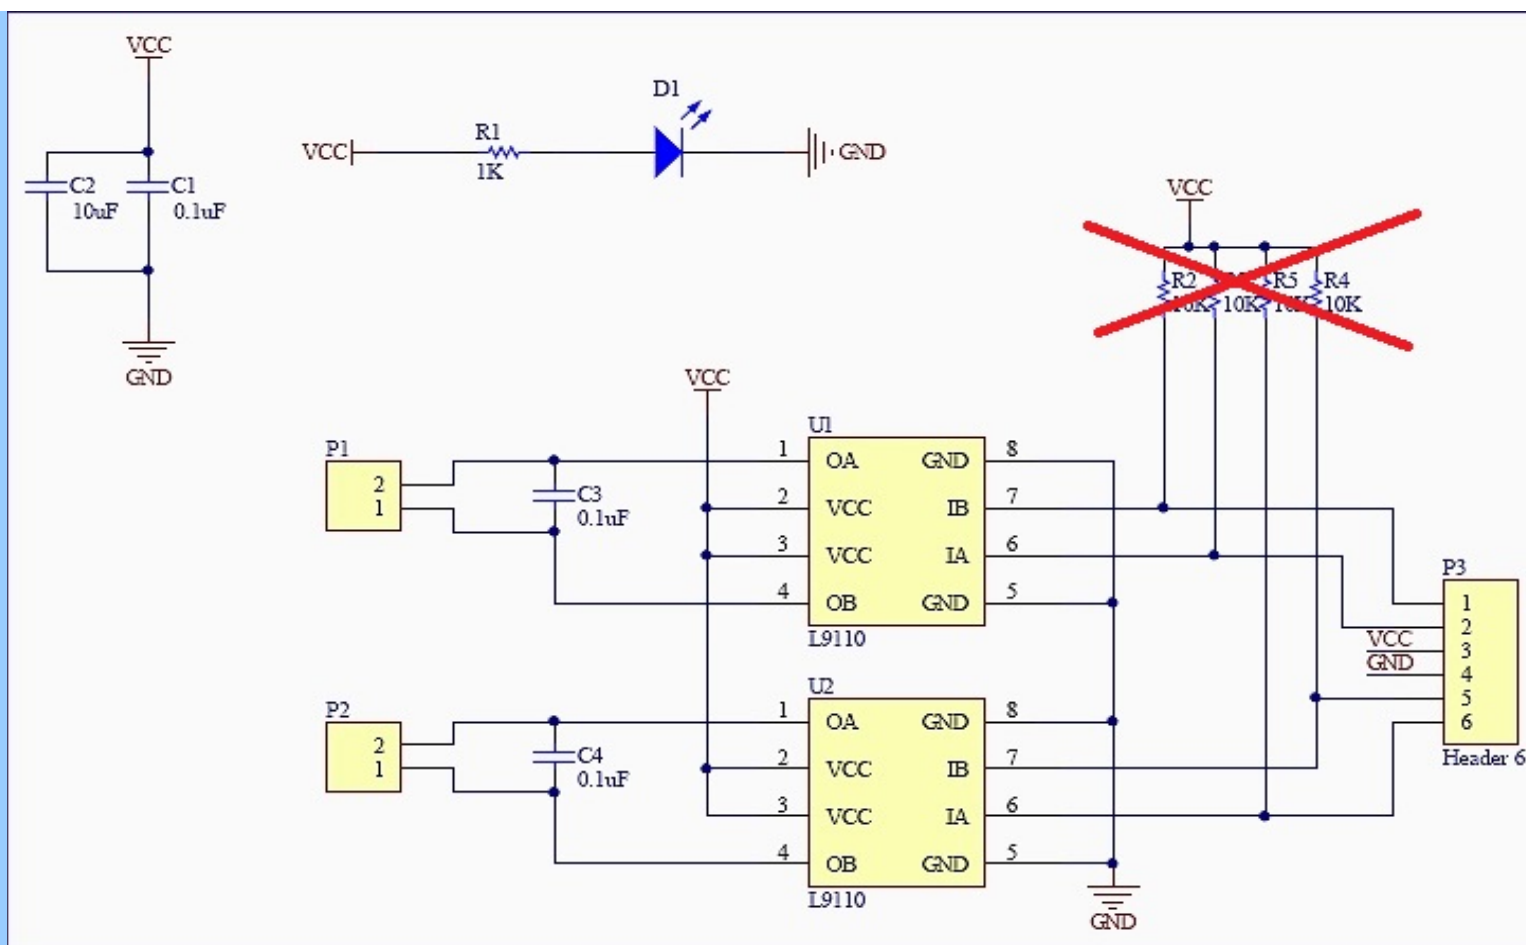 VCC
C2
10uF
C1
0.1uF
GND
VCC
R1
1K
D1
GND
VCC
R2
10K
10K
R5
10K
R4
10K
VCC
P1
2
1
C3
0.1uF
U1
1
2
3
4
OA
VCC
VCC
OB
GND
IB
IA
GND
8
7
6
5
L9110
P2
2
1
C4
0.1uF
U2
1
2
3
4
OA
VCC
VCC
OB
GND
IB
IA
GND
8
7
6
5
L9110
GND
P3
VCC
GND
1
2
3
4
5
6
Header 6